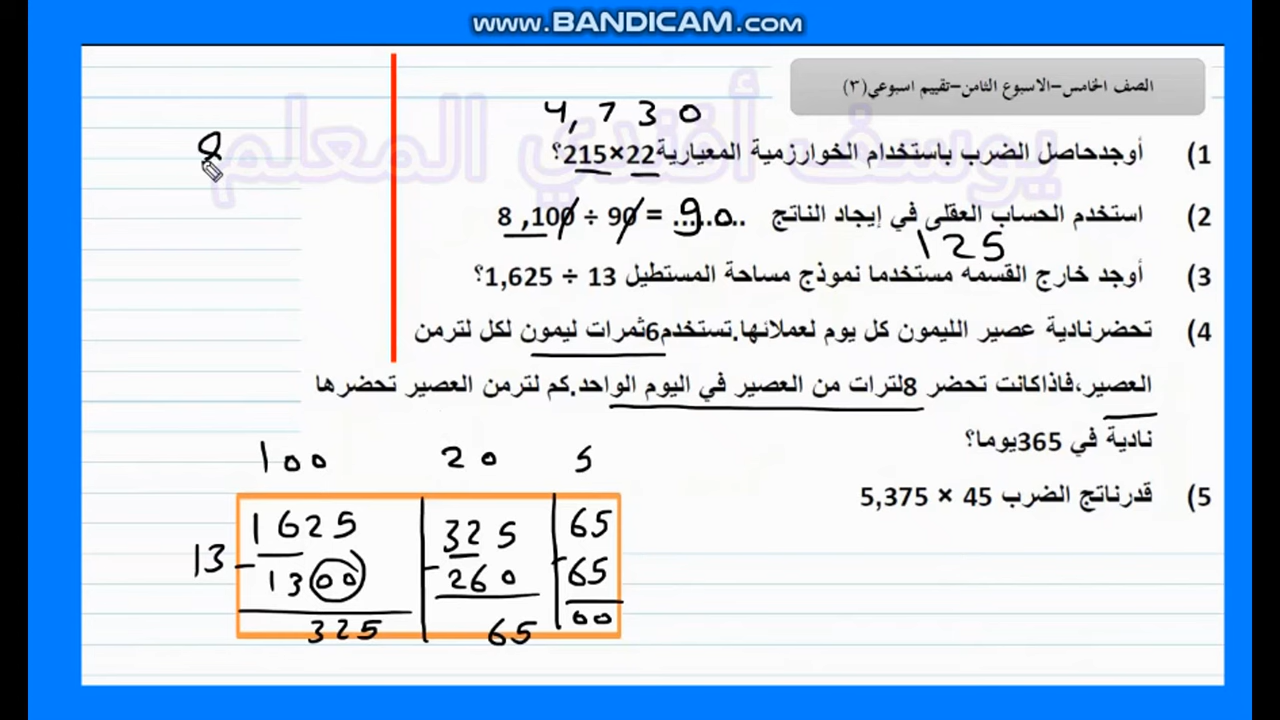 www.BANDICAM.com
الصف الخامس-الاسبوع الثامن-تقييم اسبوعي(٣)
يوسف أفندي المعلم
4,730
1) أوجدحاصل الضرب باستخدام الخوارزمية المعيارية22×215؟
8
2) استخدم الحساب العقلى في إيجاد الناتج 8,100 ÷ 90 = ..90..
125
3) أوجد خارج القسمه مستخدما نموذج مساحة المستطيل 13 ÷ 1,625؟
4) تحضرنادية عصير الليمون كل يوم لعملائها.تستخدم6ثمرات ليمون لكل لترمن
العصير،فاذاكانت تحضر 8لترات من العصير في اليوم الواحد.كم لترمن العصير تحضرها
نادية في 365يوما؟
5) قدرناتج الضرب 45 × 5,375
100 20 5
1625 325 65
13 - 1300 - 260 - 65
325 65 00